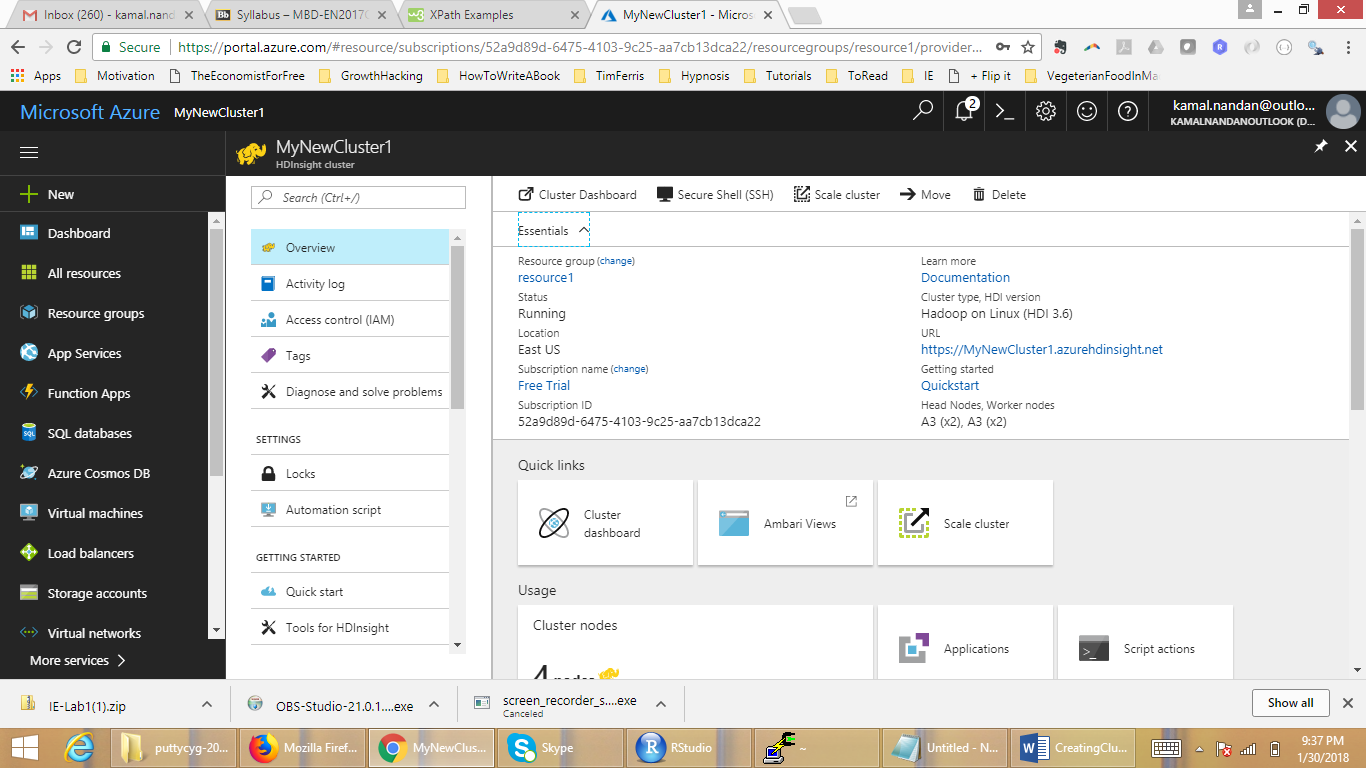 Inbox (260) - kamal.nand
Syllabus – MBD-EN2017
XPath Examples
MyNewCluster1 - Micros
Secure
https://portal.azure.com/#resource/subscriptions/52a9d89d-6475-4103-9c25-aa7cb13dca22/resourcegroups/resource1/provider...
Apps Motivation TheEconomistForFree GrowthHacking HowToWriteABook TimFerris Hypnosis Tutorials ToRead IE + Flip it VegeterianFoodInMa
Microsoft Azure MyNewCluster1
2
kamal.nandan@outlo...
KAMALNANDANOUTLOOK (D...
MyNewCluster1
HDInsight cluster
New
Dashboard
All resources
Resource groups
App Services
Function Apps
SQL databases
Azure Cosmos DB
Virtual machines
Load balancers
Storage accounts
Virtual networks
More services
Search (Ctrl+/)
Overview
Activity log
Access control (IAM)
Tags
Diagnose and solve problems
SETTINGS
Locks
Automation script
GETTING STARTED
Quick start
Tools for HDInsight
Cluster Dashboard Secure Shell (SSH) Scale cluster Move Delete
Essentials
Resource group (change)
resource1
Status
Running
Location
East US
Subscription name (change)
Free Trial
Subscription ID
52a9d89d-6475-4103-9c25-aa7cb13dca22
Learn more
Documentation
Cluster type, HDI version
Hadoop on Linux (HDI 3.6)
URL
https://MyNewCluster1.azurehdinsight.net
Getting started
Quickstart
Head Nodes, Worker nodes
A3 (x2), A3 (x2)
Quick links
Cluster
dashboard
Ambari Views
Scale cluster
Usage
Cluster nodes
4 nodes
Applications
Script actions
IE-Lab1(1).zip
OBS-Studio-21.0.1....exe
screen_recorder_s....exe
Canceled
Show all
puttycyg-20... Mozilla Firef... MyNewClus... Skype RStudio ~ Untitled - N... CreatingClu...
9:37 PM
1/30/2018